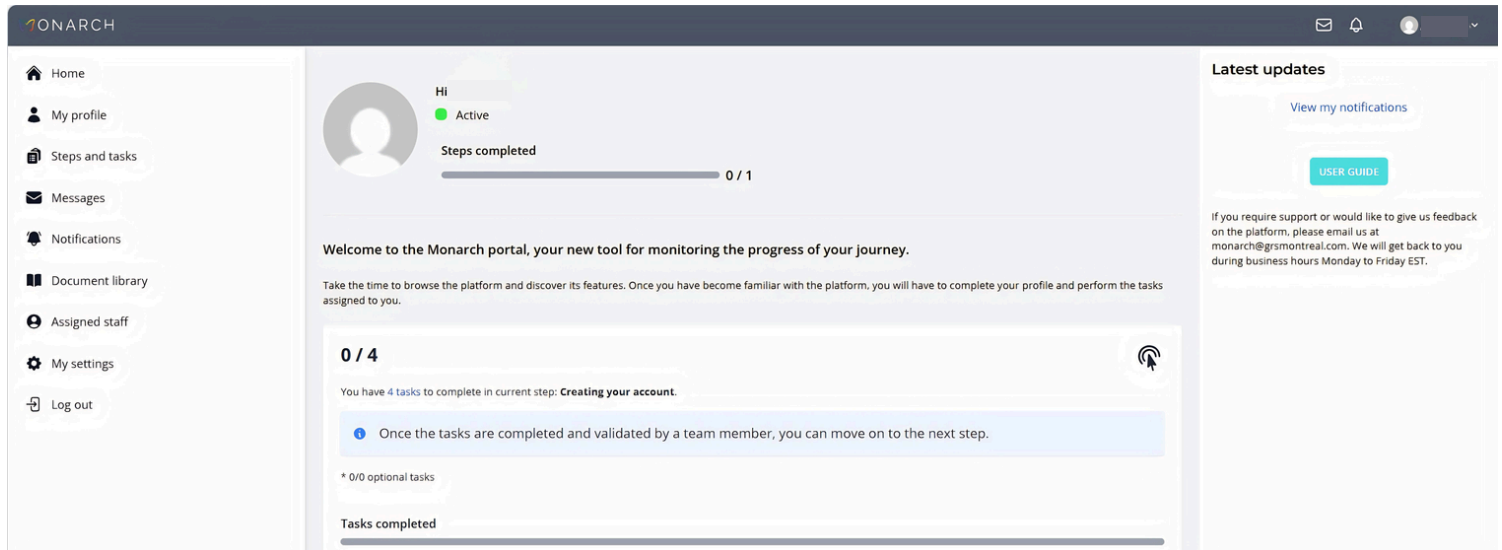 MONARCH
Home
My profile
Steps and tasks
Messages
Notifications
Document library
Assigned staff
My settings
Log out
Hi
Active
Steps completed
0 / 1
Welcome to the Monarch portal, your new tool for monitoring the progress of your journey.
Take the time to browse the platform and discover its features. Once you have become familiar with the platform, you will have to complete your profile and perform the tasks
assigned to you.
0 / 4
You have 4 tasks to complete in current step: Creating your account.
Once the tasks are completed and validated by a team member, you can move on to the next step.
* 0/0 optional tasks
Tasks completed
Latest updates
View my notifications
USER GUIDE
If you require support or would like to give us feedback
on the platform, please email us at
monarch@grsmontreal.com. We will get back to you
during business hours Monday to Friday EST.